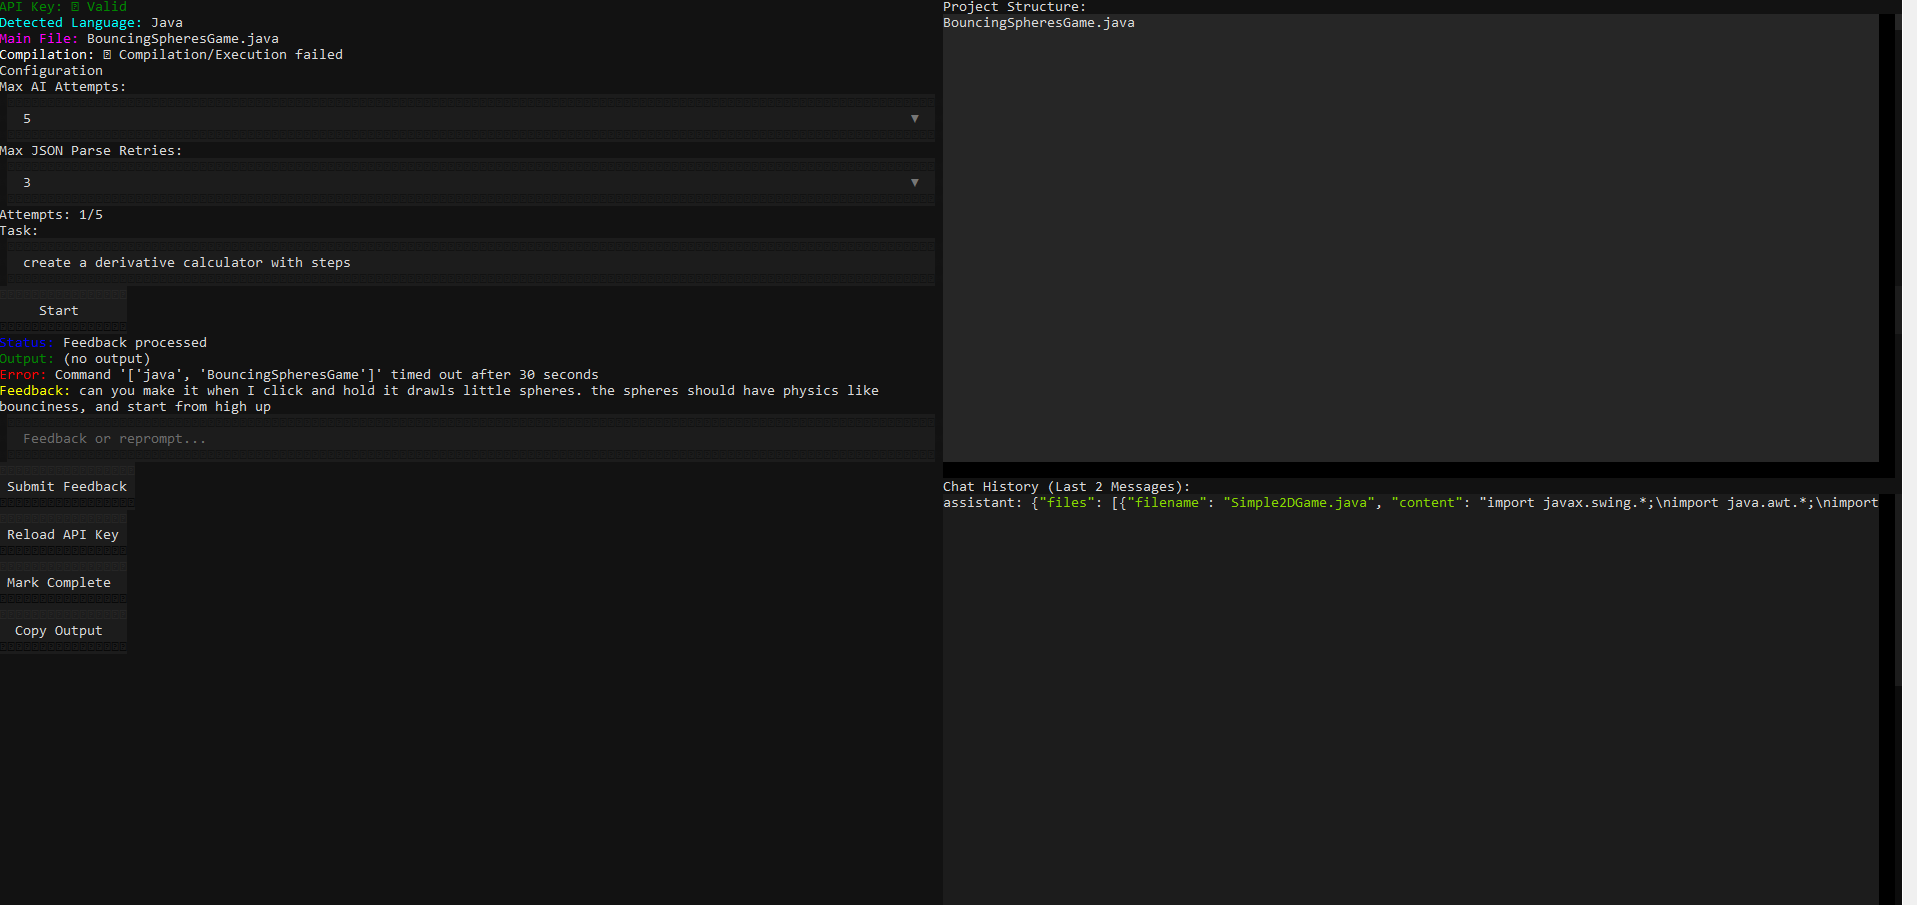 API Key: Valid
Detected Language: Java
Main File: BouncingSpheresGame.java
Compilation: Compilation/Execution failed
Configuration
Max AI Attempts:
5 ▼
Max JSON Parse Retries:
3 ▼
Attempts: 1/5
Task:
create a derivative calculator with steps
Start
Status: Feedback processed
Output: (no output)
Error: Command '['java', 'BouncingSpheresGame']' timed out after 30 seconds
Feedback: can you make it when I click and hold it drawls little spheres. the spheres should have physics like
bounciness, and start from high up
Feedback or reprompt...
Submit Feedback
Reload API Key
Mark Complete
Copy Output
Project Structure:
BouncingSpheresGame.java
Chat History (Last 2 Messages):
assistant: {"files": [{"filename": "Simple2DGame.java", "content": "import javax.swing.*;\nimport java.awt.*;\nimport